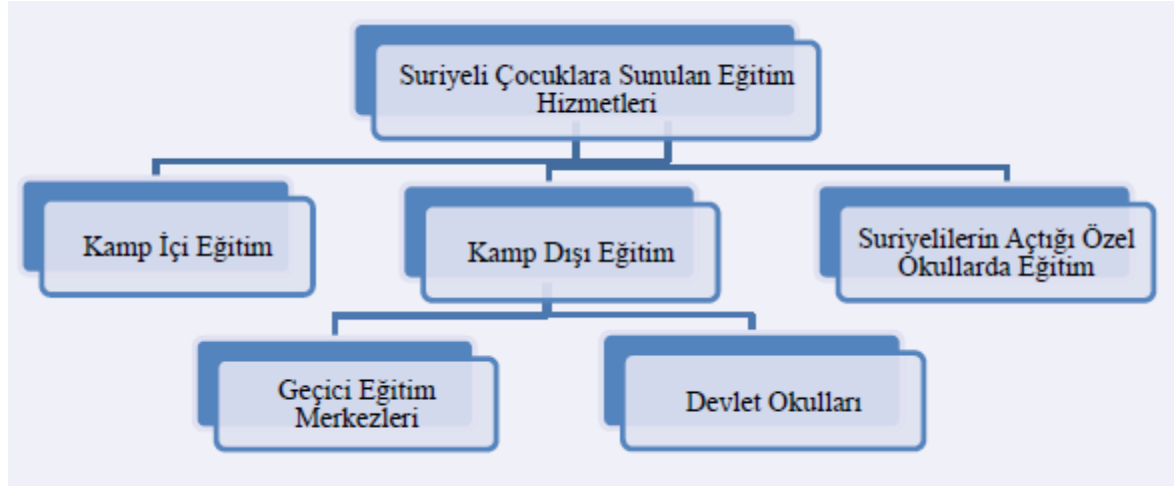 Suriyeli Çocuklara Sunulan Eğitim
Hizmetleri
Kamp İçi Eğitim
Kamp Dışı Eğitim
Suriyelilerin Açtığı Özel
Okullarda Eğitim
Geçici Eğitim
Merkezleri
Devlet Okulları